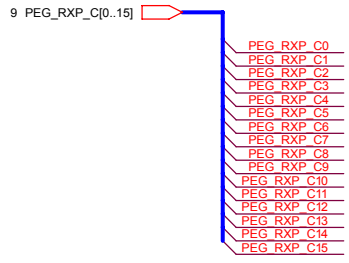 9 PEG_RXP_C[0..15]
PEG_RXP_C0
PEG_RXP_C1
PEG_RXP_C2
PEG_RXP_C3
PEG_RXP_C4
PEG_RXP_C5
PEG_RXP_C6
PEG_RXP_C7
PEG_RXP_C8
PEG_RXP_C9
PEG_RXP_C10
PEG_RXP_C11
PEG_RXP_C12
PEG_RXP_C13
PEG_RXP_C14
PEG_RXP_C15